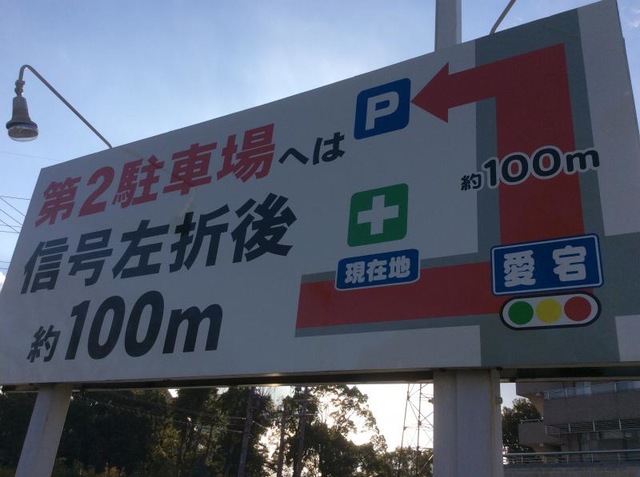 第2駐車場へは
信号左折後
約100m
P
約100m
現在地
愛宕